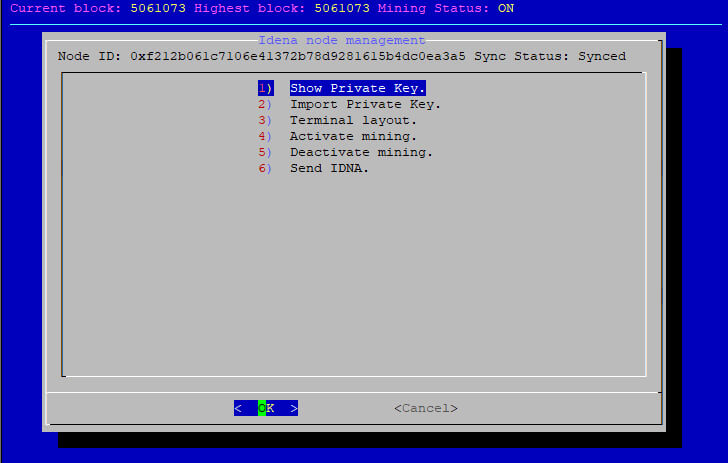 Current block: 5061073 Highest block: 5061073 Mining Status: ON
Idena node management
Node ID: 0xf212b061c7106e41372b78d9281615b4dc0ea3a5 Sync Status: Synced
1) Show Private Key.
2) Import Private Key.
3) Terminal layout.
4) Activate mining.
5) Deactivate mining.
6) Send IDNA.
< OK > <Cancel>